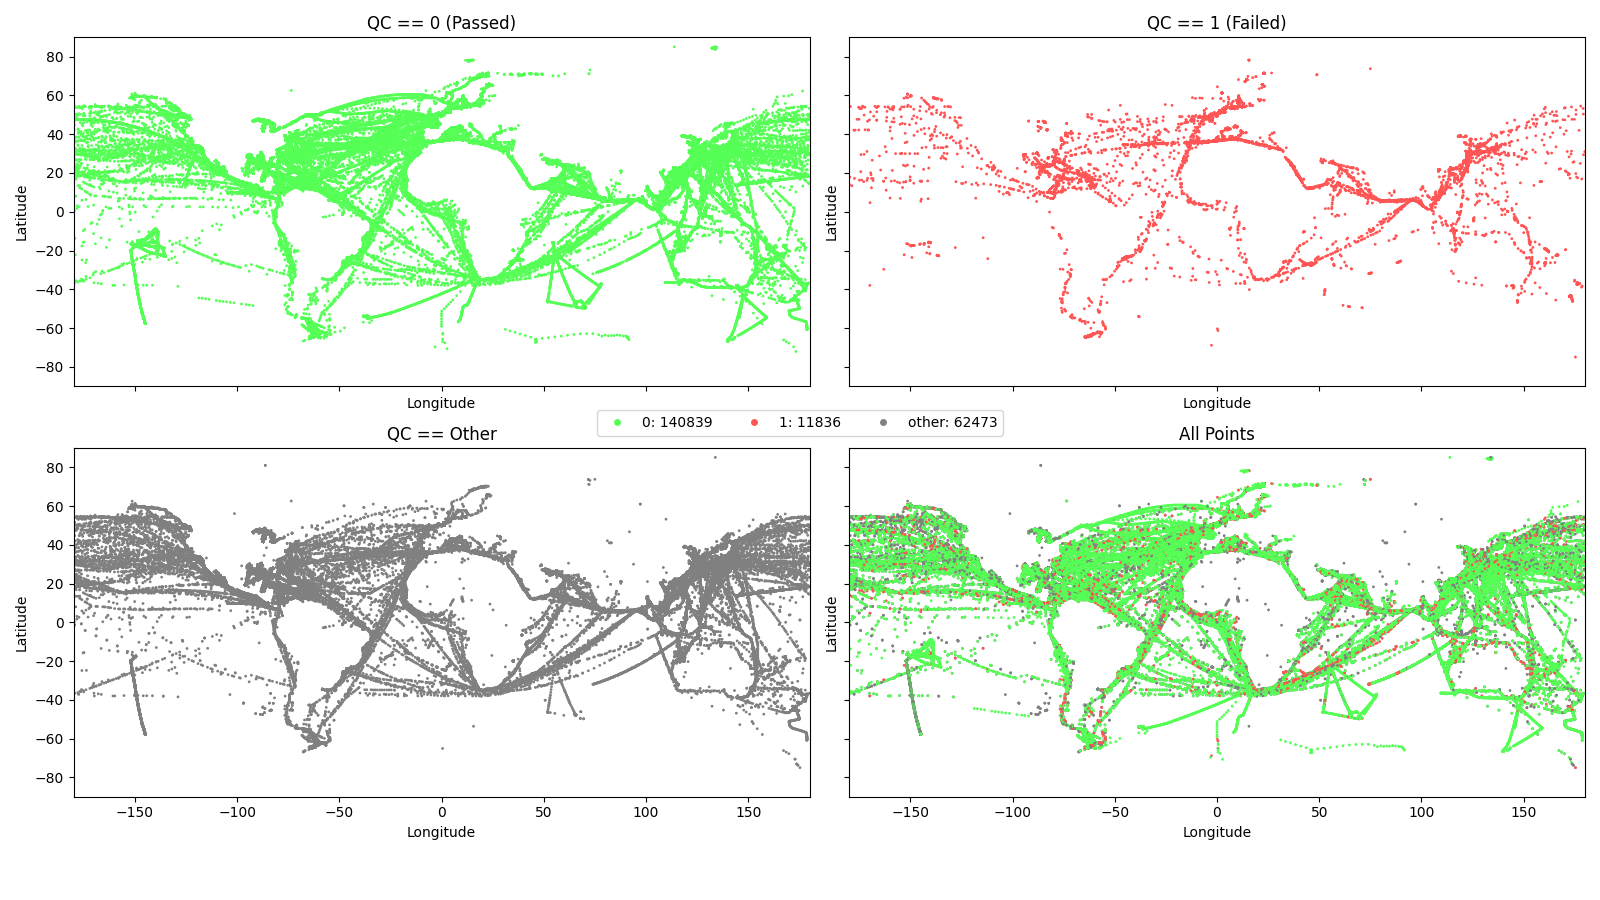 QC == 0 (Passed)
QC == 1 (Failed)
80
60
40
20
0
−20
−40
−60
−80
Latitude
Latitude
Longitude
Longitude
0: 140839 1: 11836 other: 62473
QC == Other
All Points
80
60
40
20
0
−20
−40
−60
−80
Latitude
Latitude
−150 −100 −50 0 50 100 150
−150 −100 −50 0 50 100 150
Longitude
Longitude